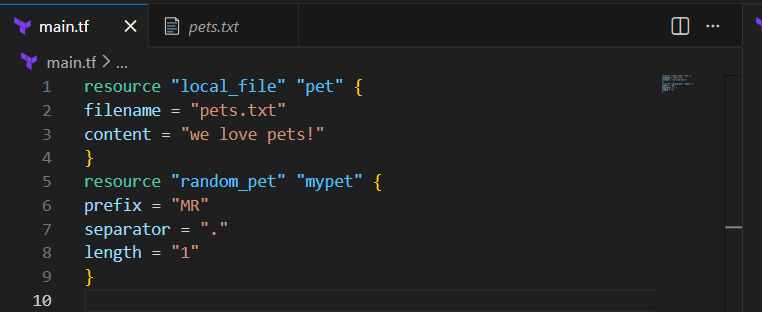 main.tf
pets.txt
main.tf > ...
1 resource "local_file" "pet" {
2 filename = "pets.txt"
3 content = "we love pets!"
4 }
5 resource "random_pet" "mypet" {
6 prefix = "MR"
7 separator = "."
8 length = "1"
9 }
10